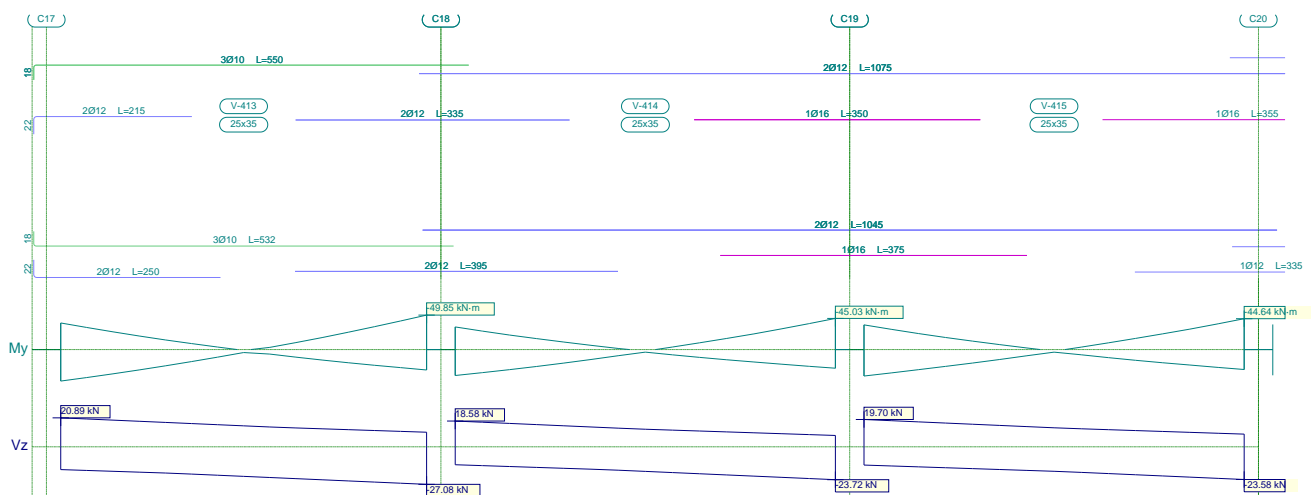 C17 C18 C19 C20
3Ø10 L=550
18
2Ø12 L=1075
2Ø12 L=215
V-413
2Ø12 L=335
V-414
1Ø16 L=350
V-415
1Ø16 L=355
22
25x35
25x35
25x35
2Ø12 L=1045
18
3Ø10 L=532
1Ø16 L=375
22
2Ø12 L=250
2Ø12 L=395
1Ø12 L=335
-49.85 kN·m
-45.03 kN·m
-44.64 kN·m
My
20.89 kN
18.58 kN
19.70 kN
Vz
-27.08 kN
-23.72 kN
-23.58 kN